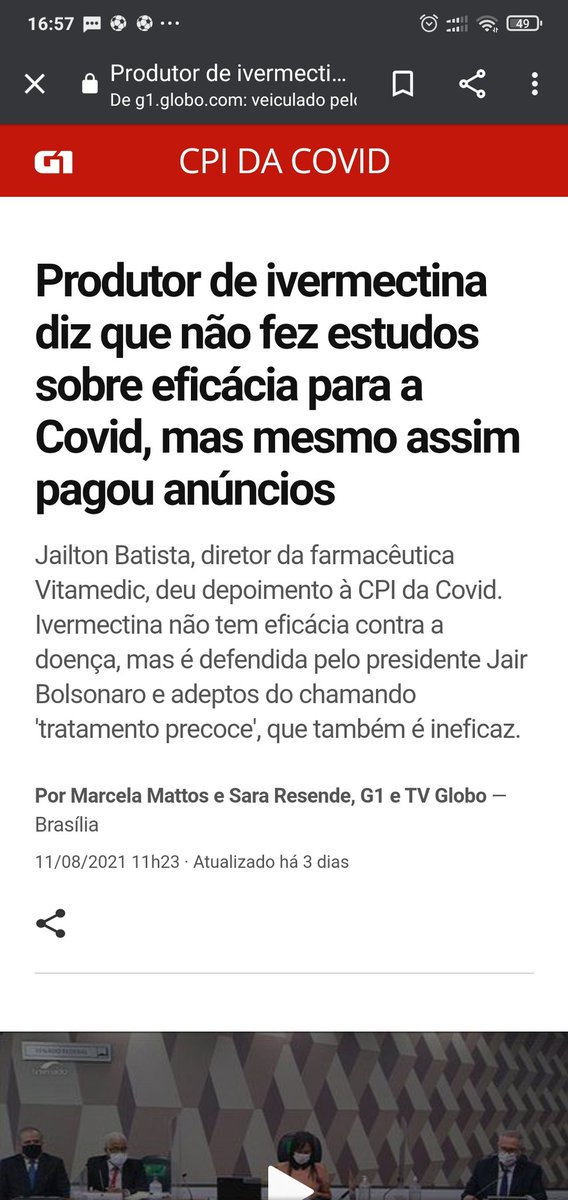 16:57
49
Produtor de ivermecti...
De g1.globo.com: veiculado pel
G1
CPI DA COVID
Produtor de ivermectina
diz que não fez estudos
sobre eficácia para a
Covid, mas mesmo assim
pagou anúncios
Jailton Batista, diretor da farmacêutica
Vitamedic, deu depoimento à CPI da Covid.
Ivermectina não tem eficácia contra a
doença, mas é defendida pelo presidente Jair
Bolsonaro e adeptos do chamando
'tratamento precoce', que também é ineficaz.
Por Marcela Mattos e Sara Resende, G1 e TV Globo —
Brasília
11/08/2021 11h23 · Atualizado há 3 dias
SENADO FEDERAL